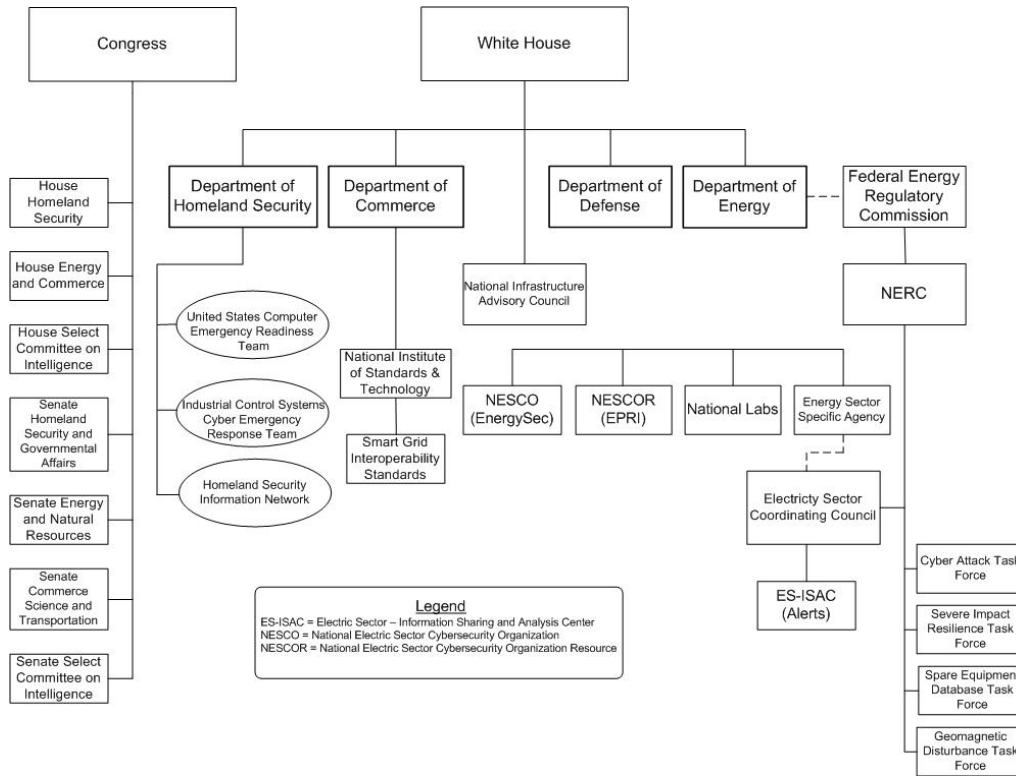 Congress
White House
House
Homeland
Security
House Energy
and Commerce
House Select
Committee on
Intelligence
Senate
Homeland
Security and
Governmental
Affairs
Senate Energy
and Natural
Resources
Senate
Commerce
Science and
Transportation
Senate Select
Committee on
Intelligence
Department of
Homeland Security
United States Computer
Emergency Readiness
Team
Industrial Control Systems
Cyber Emergency
Response Team
Homeland Security
Information Network
Department of
Commerce
National Institute
of Standards &
Technology
Smart Grid
Interoperability
Standards
National Infrastructure
Advisory Council
Department of
Defense
Department of
Energy
Federal Energy
Regulatory
Commission
NERC
NESCO
(EnergySec)
NESCOR
(EPRI)
National Labs
Energy Sector
Specific Agency
Electricty Sector
Coordinating Council
ES-ISAC
(Alerts)
Cyber Attack Task
Force
Severe Impact
Resilience Task
Force
Spare Equipment
Database Task
Force
Geomagnetic
Disturbance Task
Force
Legend
ES-ISAC = Electric Sector – Information Sharing and Analysis Center
NESCO = National Electric Sector Cybersecurity Organization
NESCOR = National Electric Sector Cybersecurity Organization Resource